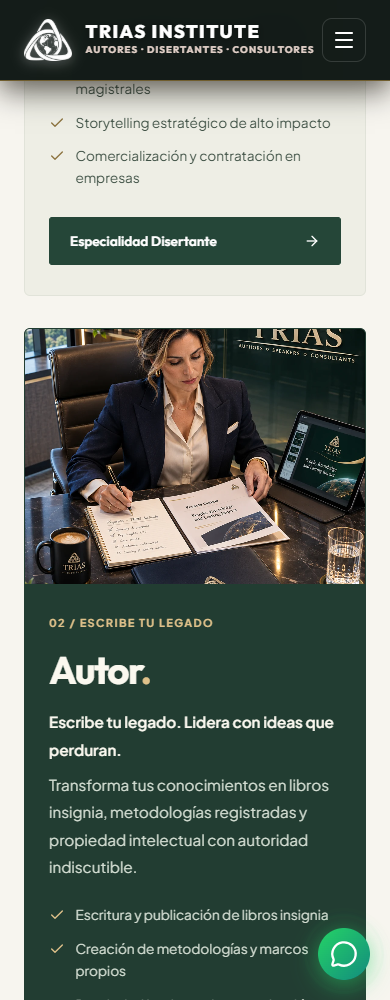 TRIAS INSTITUTE
AUTORES · DISERTANTES · CONSULTORES
magistrales
Storytelling estratégico de alto impacto
Comercialización y contratación en
empresas
Especialidad Disertante
TRIAS
AUTHORS · SPEAKERS · CONSULTANTS
TRIAS
02 / ESCRIBE TU LEGADO
Autor.
Escribe tu legado. Lidera con ideas que
perduran.
Transforma tus conocimientos en libros
insignia, metodologías registradas y
propiedad intelectual con autoridad
indiscutible.
Escritura y publicación de libros insignia
Creación de metodologías y marcos
propios